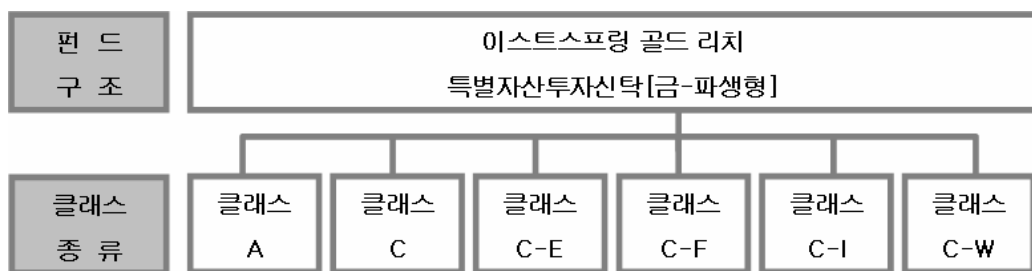 펀 드
구 조
이스트스프링 골드 리치
특별자산투자신탁[금-파생형]
클래스
종 류
클래스
A
클래스
C
클래스
C-E
클래스
C-F
클래스
C-I
클래스
C-W